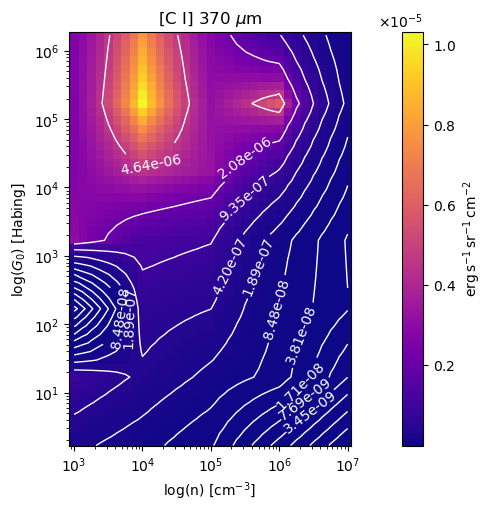 [C I] 370 μm
×10⁻⁵
10⁶
10⁵
10⁴
10³
10²
10¹
log(G₀) [Habing]
4.64e-06
2.08e-06
9.35e-07
4.20e-07
1.89e-07
8.48e-08
3.81e-08
8.48e-08
1.89e-07
1.71e-08
7.69e-09
3.45e-09
10³
10⁴
10⁵
10⁶
10⁷
log(n) [cm⁻³]
1.0
0.8
0.6
0.4
0.2
erg s⁻¹ sr⁻¹ cm⁻²